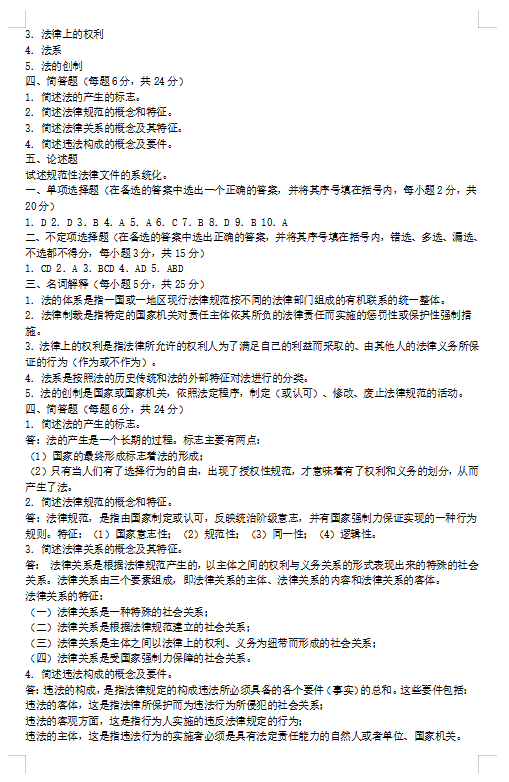 3. 法律上的权利
4. 法系
5. 法的创制
四、简答题（每题6分，共24分）
1. 简述法的产生的标志。
2. 简述法律规范的概念和特征。
3. 简述法律关系的概念及其特征。
4. 简述违法构成的概念及要件。
五、论述题
试述规范性法律文件的系统化。
一、单项选择题（在备选的答案中选出一个正确的答案，并将其序号填在括号内，每小题2分，共
20分）
1. D 2. D 3. B 4. A 5. A 6. C 7. B 8. D 9. B 10. A
二、不定项选择题（在备选的答案中选出正确的答案，并将其序号填在括号内，错选、多选、漏选、
不选都不得分，每小题3分，共15分）
1. CD 2. A 3. BCD 4. AD 5. ABD
三、名词解释（每小题5分，共25分）
1. 法的体系是指一国或一地区现行法律规范按不同的法律部门组成的有机联系的统一整体。
2. 法律制裁是指特定的国家机关对责任主体依其所负的法律责任而实施的惩罚性或保护性强制措
施。
3. 法律上的权利是指法律所允许的权利人为了满足自己的利益而采取的、由其他人的法律义务所保
证的行为（作为或不作为）。
4. 法系是按照法的历史传统和法的外部特征对法进行的分类。
5. 法的创制是国家或国家机关，依照法定程序，制定（或认可）、修改、废止法律规范的活动。
四、简答题（每题6分，共24分）
1. 简述法的产生的标志。
答：法的产生是一个长期的过程。标志主要有两点：
（1）国家的最终形成标志着法的形成；
（2）只有当人们有了选择行为的自由，出现了授权性规范，才意味着有了权利和义务的划分，从而
产生了法。
2. 简述法律规范的概念和特征。
答：法律规范，是指由国家制定或认可，反映统治阶级意志，并有国家强制力保证实现的一种行为
规则。特征：（1）国家意志性；（2）规范性；（3）同一性；（4）逻辑性。
3. 简述法律关系的概念及其特征。
答： 法律关系是根据法律规范产生的，以主体之间的权利与义务关系的形式表现出来的特殊的社会
关系。法律关系由三个要素组成，即法律关系的主体、法律关系的内容和法律关系的客体。
法律关系的特征：
（一）法律关系是一种特殊的社会关系；
（二）法律关系是根据法律规范建立的社会关系；
（三）法律关系是主体之间以法律上的权利、义务为纽带而形成的社会关系；
（四）法律关系是受国家强制力保障的社会关系。
4. 简述违法构成的概念及要件。
答：违法的构成，是指法律规定的构成违法所必须具备的各个要件（事实）的总和。这些要件包括：
违法的客体，这是指法律所保护而为违法行为所侵犯的社会关系；
违法的客观方面，这是指行为人实施的违反法律规定的行为；
违法的主体，这是指违法行为的实施者必须是具有法定责任能力的自然人或者单位、国家机关。